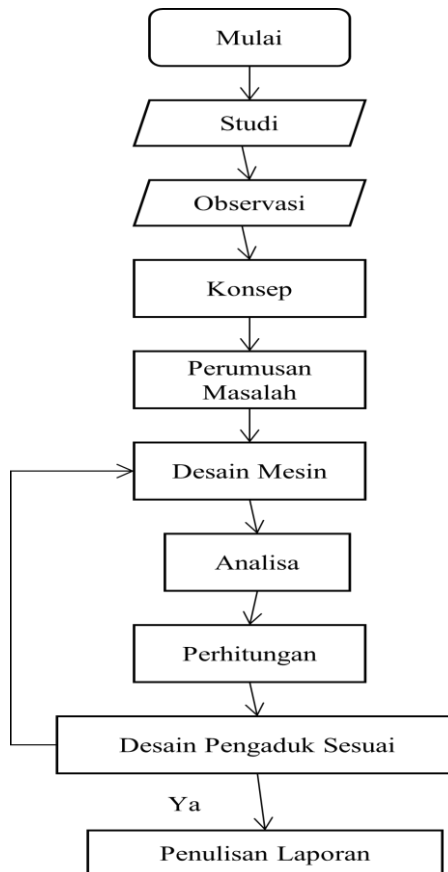 Mulai
Studi
Observasi
Konsep
Perumusan
Masalah
Desain Mesin
Analisa
Perhitungan
Desain Pengaduk Sesuai
Ya
Penulisan Laporan